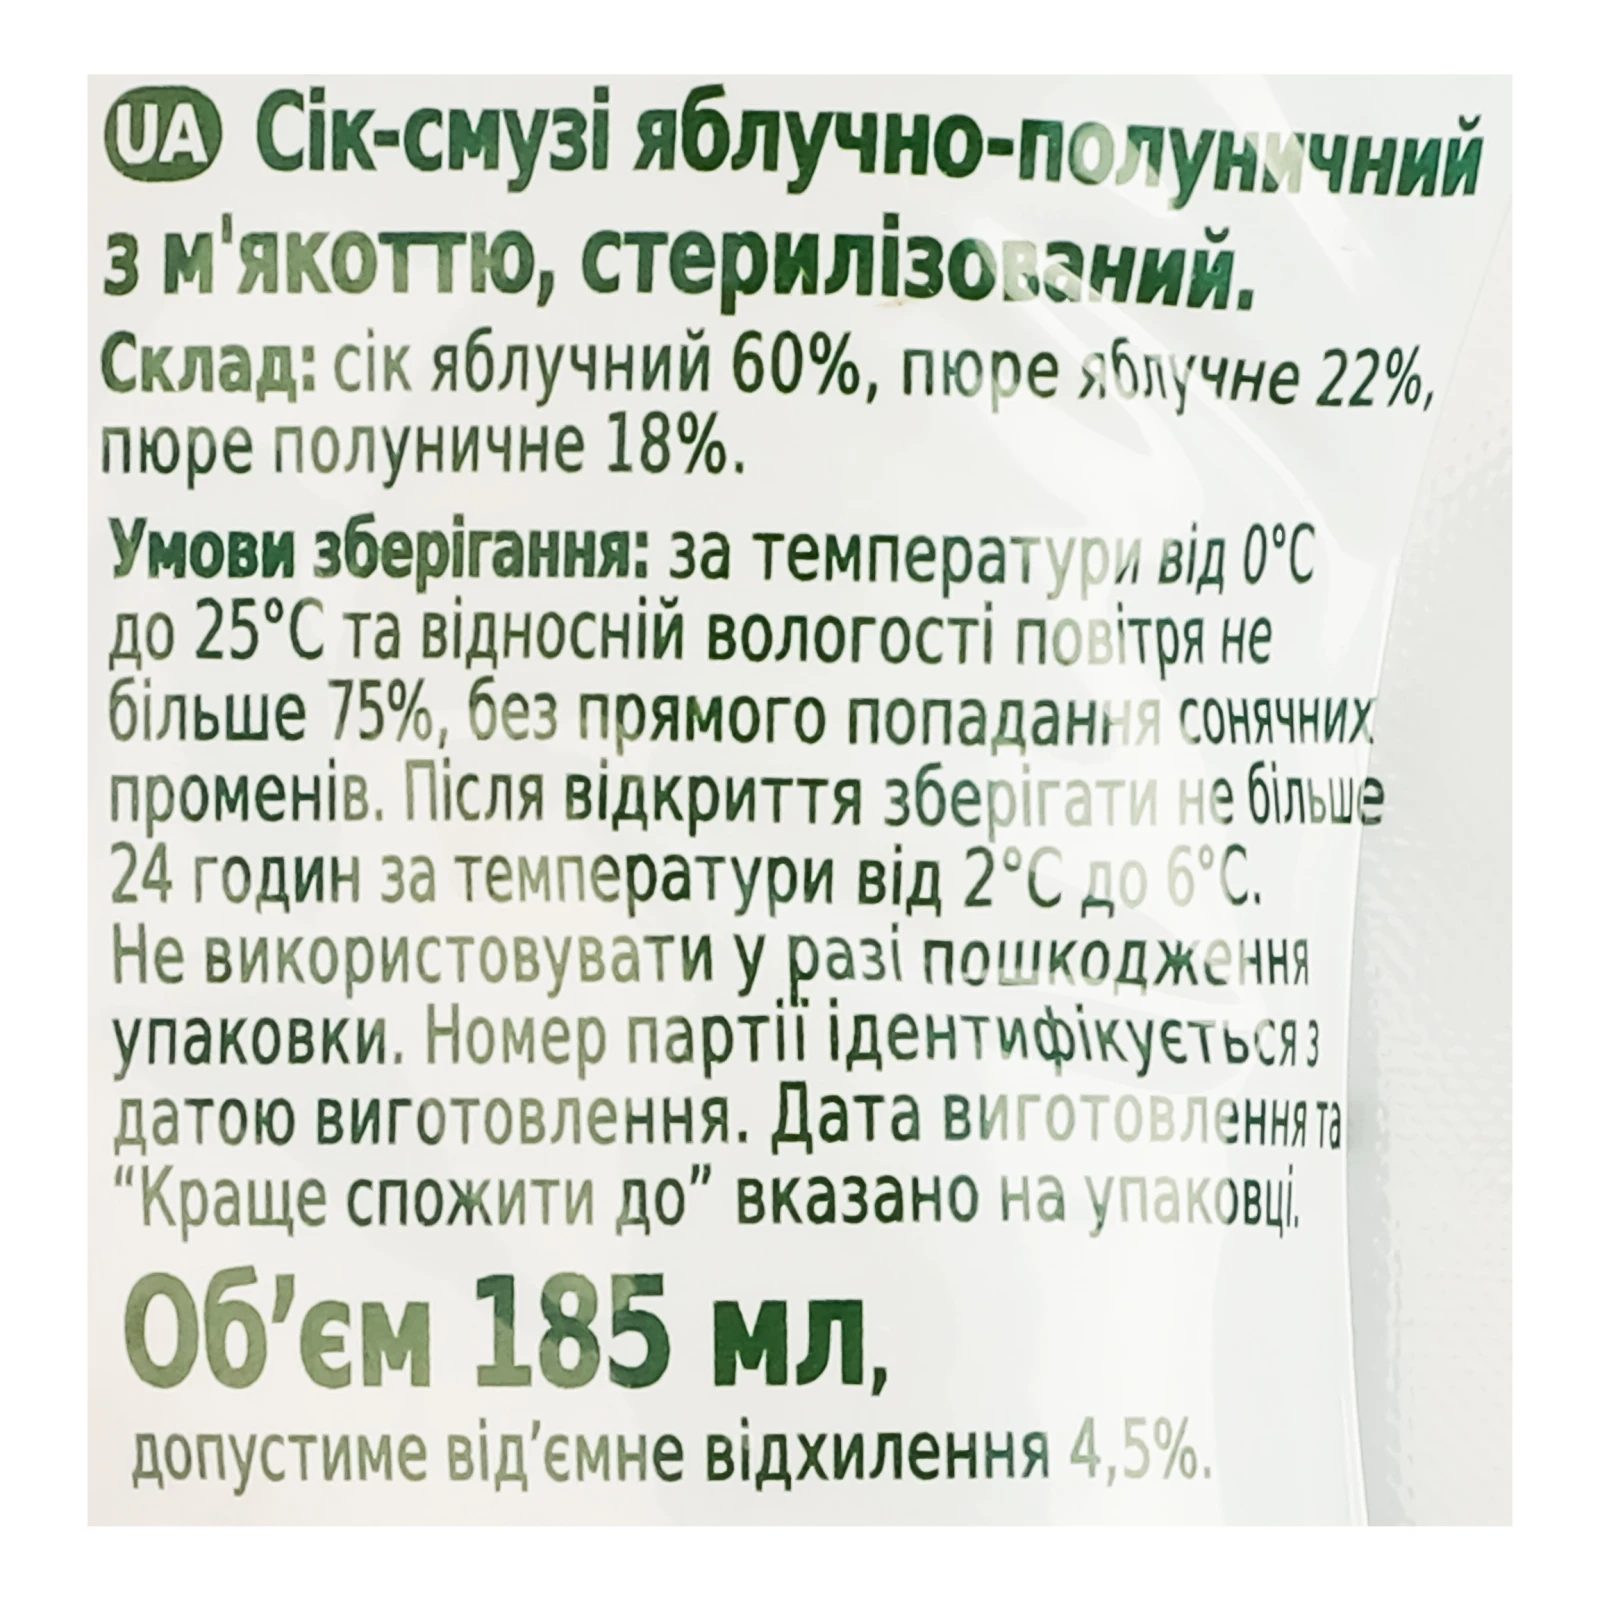 UA Сік-смузі яблучно-полуничний
з м'якоттю, стерилізований.
Склад: сік яблучний 60%, пюре яблучне 22%,
пюре полуничне 18%.
Умови зберігання: за температури від 0°С
до 25°С та відносній вологості повітря не
більше 75%, без прямого попадання сонячних
променів. Після відкриття зберігати не більше
24 годин за температури від 2°С до 6°С.
Не використовувати у разі пошкодження
упаковки. Номер партії ідентифікується з
датою виготовлення. Дата виготовлення та
“Краще спожити до” вказано на упаковці.
Об’єм 185 мл,
допустиме від’ємне відхилення 4,5%.